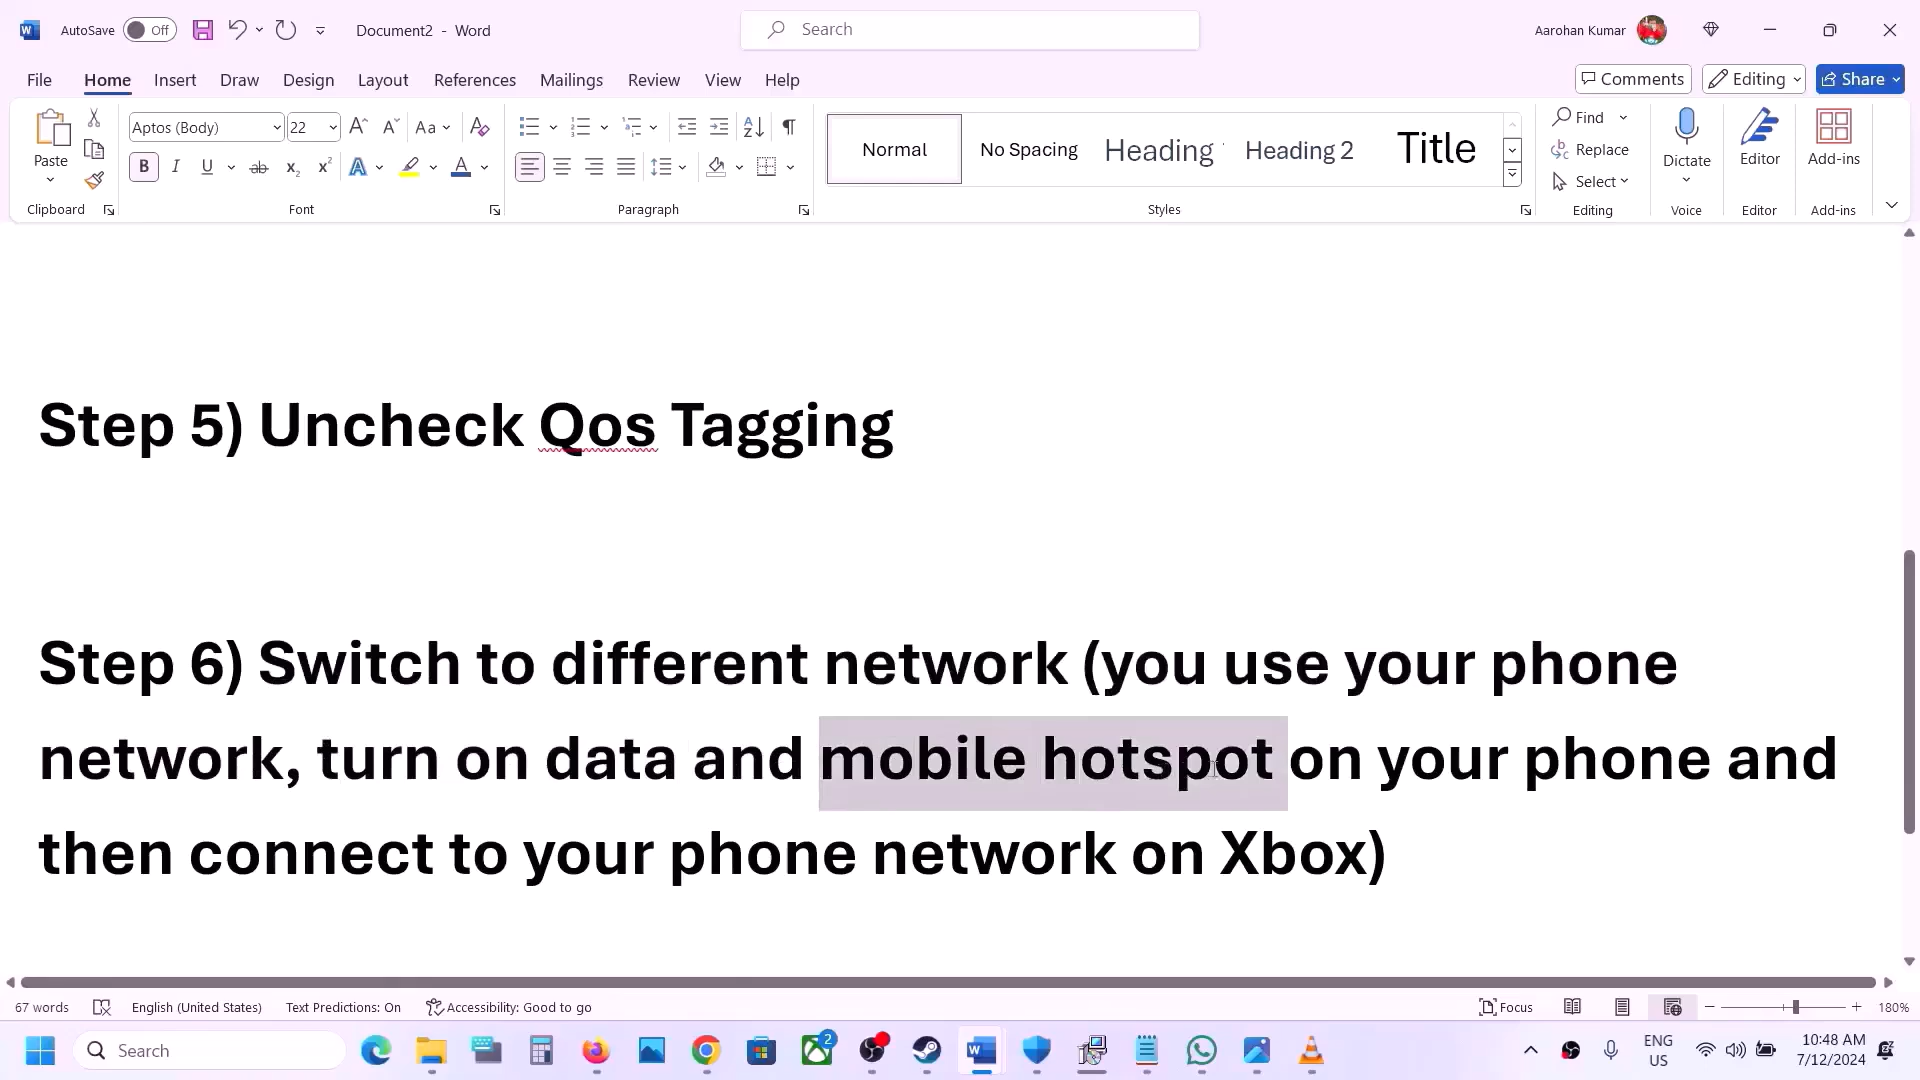 AutoSave Off Document2 - Word Search Aarohan Kumar
File Home Insert Draw Design Layout References Mailings Review View Help Comments Editing Share
Paste Aptos (Body) 22 Aa Normal No Spacing Heading Heading 2 Title Find Replace Select Dictate Editor Add-ins
Clipboard Font Paragraph Styles Editing Voice Editor Add-ins
Step 5) Uncheck Qos Tagging
Step 6) Switch to different network (you use your phone
network, turn on data and mobile hotspot on your phone and
then connect to your phone network on Xbox)
67 words English (United States) Text Predictions: On Accessibility: Good to go Focus 180%
Search 2 ENG US 10:48 AM 7/12/2024